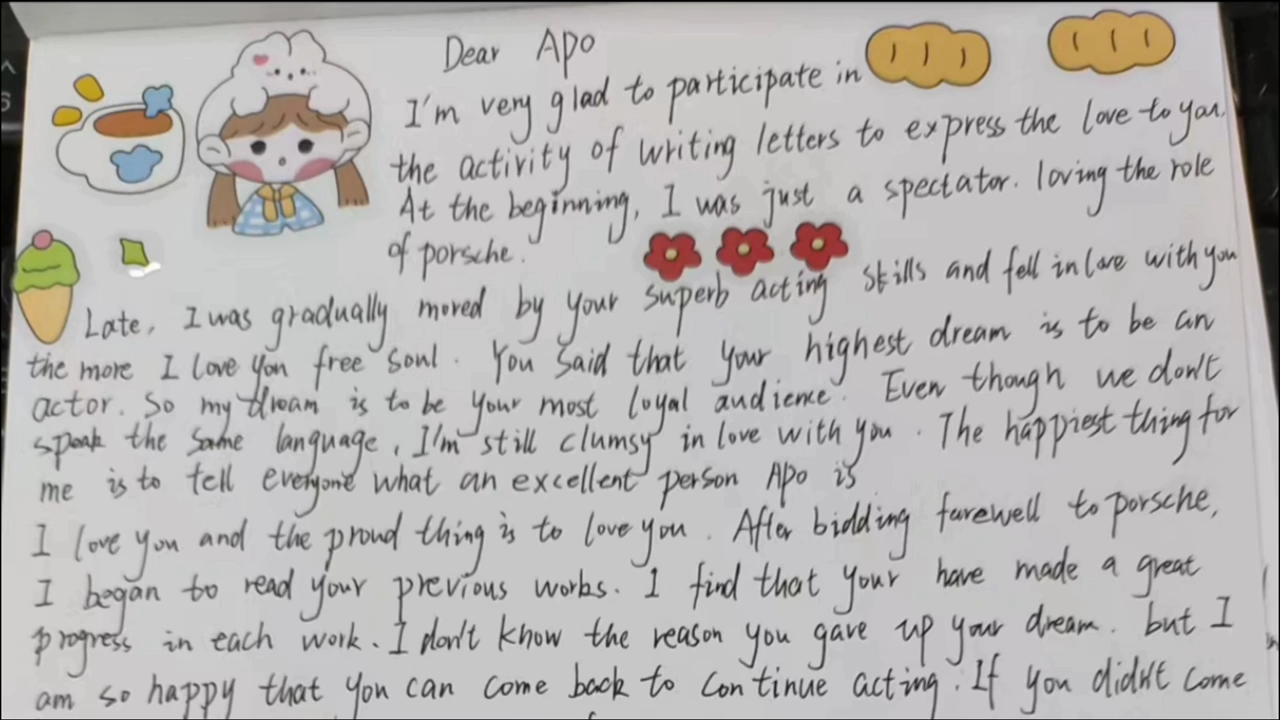 Dear Apo
I'm very glad to participate in
the activity of writing letters to express the love to you.
At the beginning, I was just a spectator. loving the role
of porsche.
Late, I was gradually moved by your superb acting skills and fell in love with you
the more I love you free soul. You said that your highest dream is to be an
actor. So my dream is to be your most loyal audience. Even though we don't
speak the same language, I'm still clumsy in love with you. The happiest thing for
me is to tell everyone what an excellent person Apo is
I love you and the proud thing is to love you. After bidding farewell to porsche,
I began to read your previous works. I find that your have made a great
progress in each work. I don't know the reason you gave up your dream. but I
am so happy that you can come back to continue acting. If you didn't come